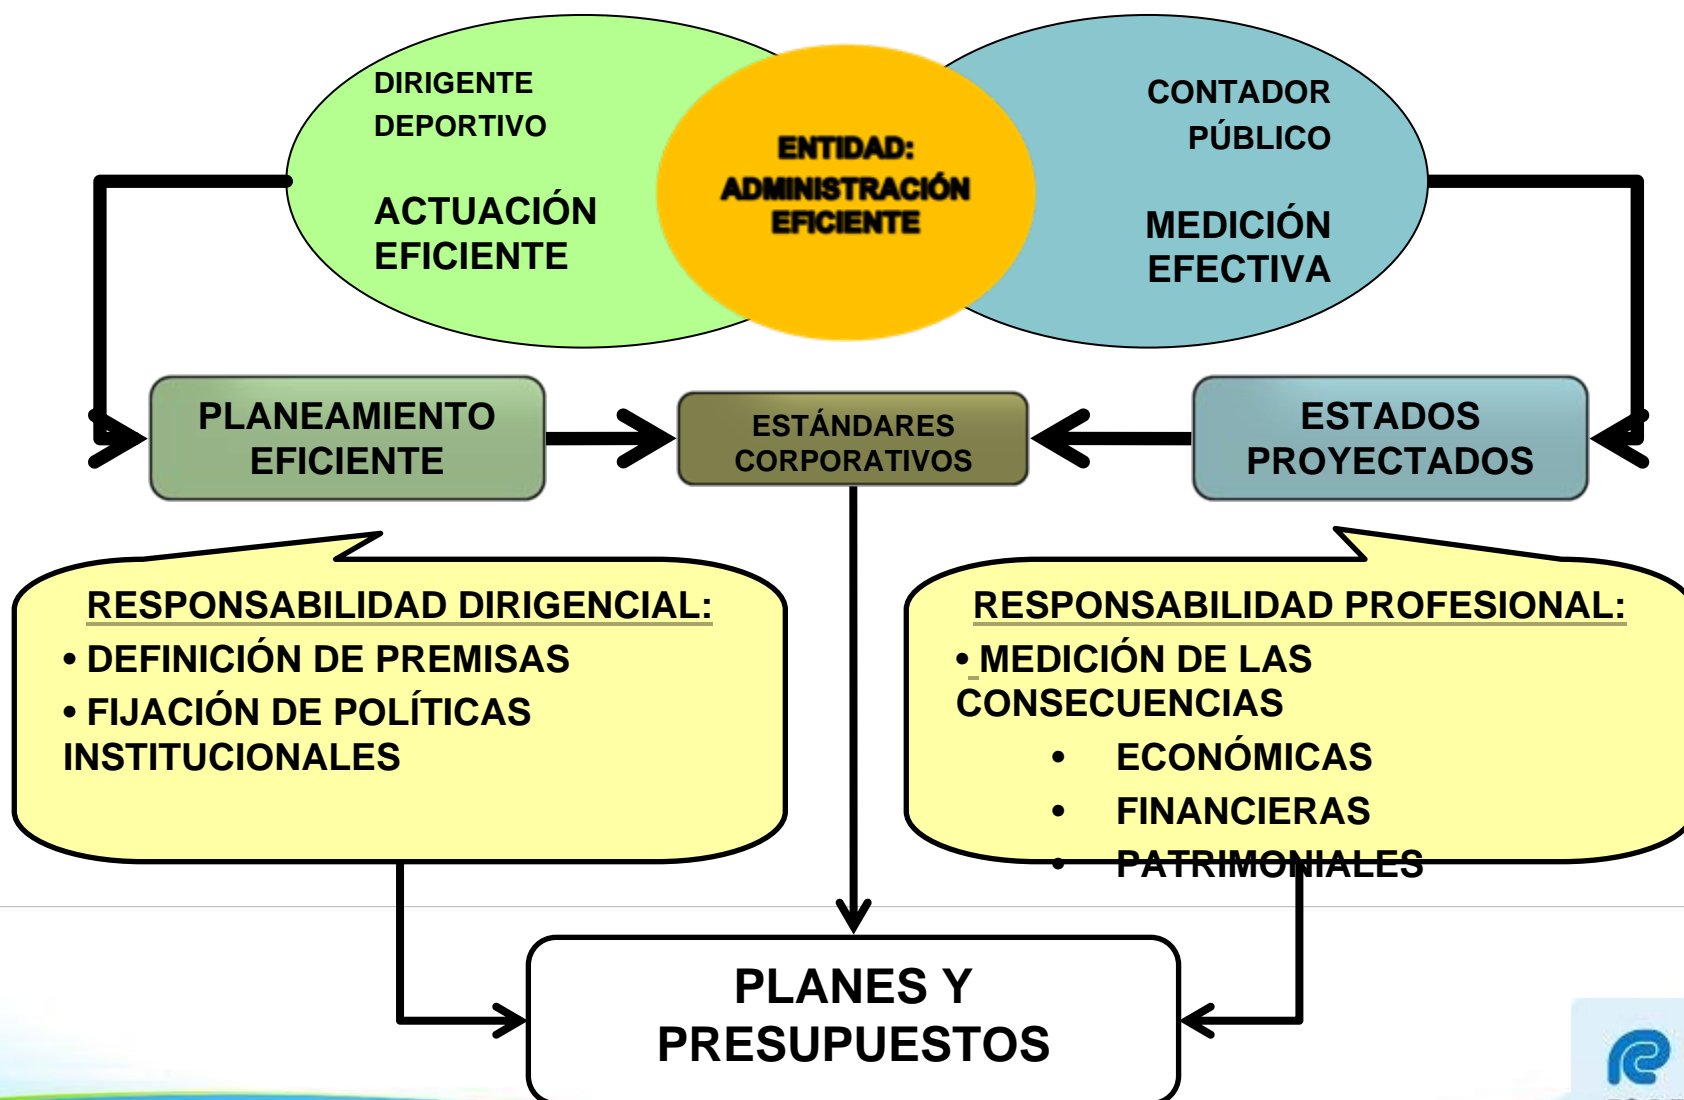 DIRIGENTE
DEPORTIVO
ACTUACIÓN
EFICIENTE
ENTIDAD:
ADMINISTRACIÓN
EFICIENTE
CONTADOR
PÚBLICO
MEDICIÓN
EFECTIVA
PLANEAMIENTO
EFICIENTE
ESTÁNDARES
CORPORATIVOS
ESTADOS
PROYECTADOS
RESPONSABILIDAD DIRIGENCIAL:
• DEFINICIÓN DE PREMISAS
• FIJACIÓN DE POLÍTICAS
INSTITUCIONALES
RESPONSABILIDAD PROFESIONAL:
• MEDICIÓN DE LAS
CONSECUENCIAS
• ECONÓMICAS
• FINANCIERAS
• PATRIMONIALES
PLANES Y
PRESUPUESTOS